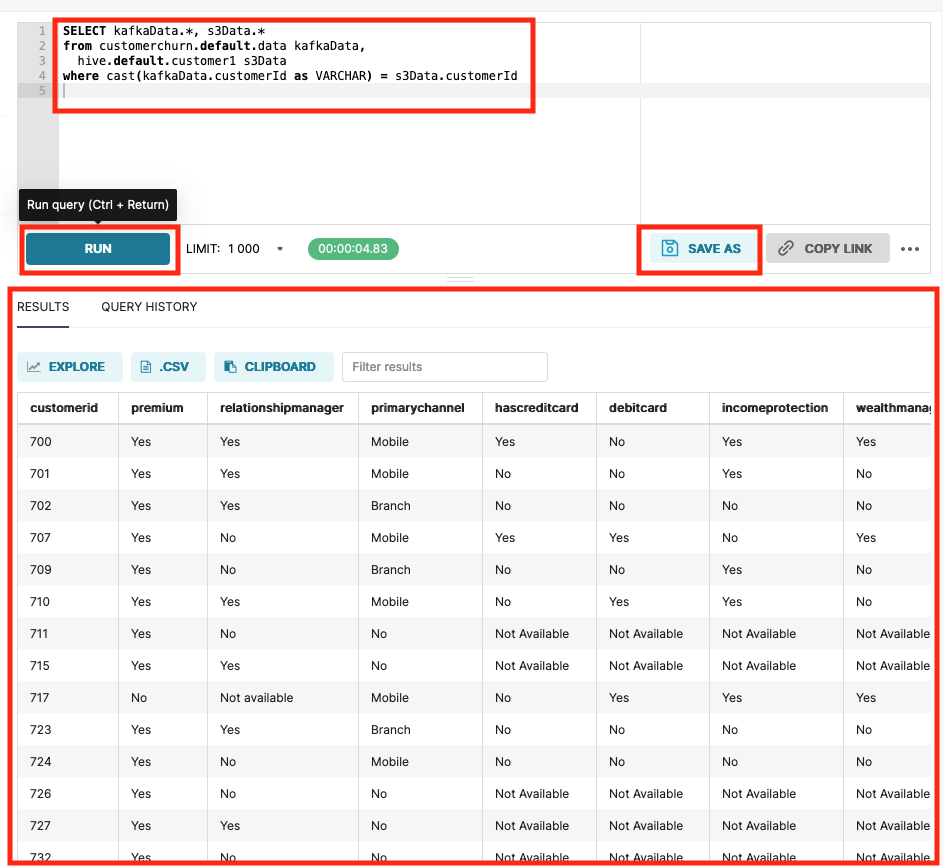 1 SELECT kafkaData.*, s3Data.*
2 from customerchurn.default.data kafkaData,
3 hive.default.customer1 s3Data
4 where cast(kafkaData.customerId as VARCHAR) = s3Data.customerId
5
Run query (Ctrl + Return)
RUN LIMIT: 1 000 00:00:04.83 SAVE AS COPY LINK
RESULTS QUERY HISTORY
EXPLORE .CSV CLIPBOARD Filter results
customerid premium relationshipmanager primarychannel hascreditcard debitcard incomeprotection wealthmanag
700 Yes Yes Mobile Yes No Yes Yes
701 Yes Yes Mobile No No Yes No
702 Yes Yes Branch No No No No
707 Yes No Mobile Yes Yes No Yes
709 Yes No Branch No No Yes No
710 Yes Yes Mobile No Yes Yes No
711 Yes No No Not Available Not Available Not Available Not Available
715 Yes Yes No Not Available Not Available Not Available Not Available
717 No Not available Mobile No Yes Yes Yes
723 Yes Yes Branch No No No No
724 Yes No Mobile No No No No
726 Yes No No Not Available Not Available Not Available Not Available
727 Yes Yes No Not Available Not Available Not Available Not Available
732 Yes No No Not Available Not Available Not Available Not Available